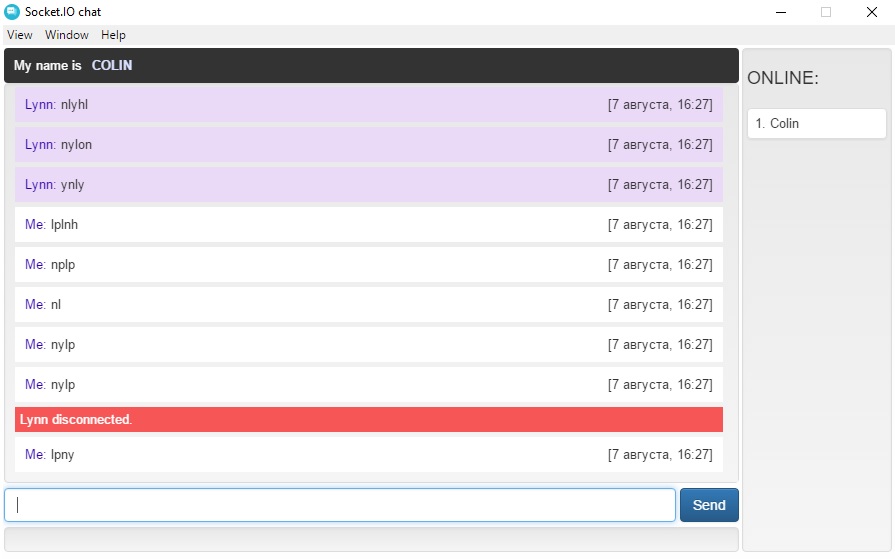 Socket.IO chat
View Window Help
My name is COLIN
Lynn: nlyhl [7 августа, 16:27]
Lynn: nylon [7 августа, 16:27]
Lynn: ynly [7 августа, 16:27]
Me: lplnh [7 августа, 16:27]
Me: nplp [7 августа, 16:27]
Me: nl [7 августа, 16:27]
Me: nylp [7 августа, 16:27]
Me: nylp [7 августа, 16:27]
Lynn disconnected.
Me: lpny [7 августа, 16:27]
Send
ONLINE:
1. Colin